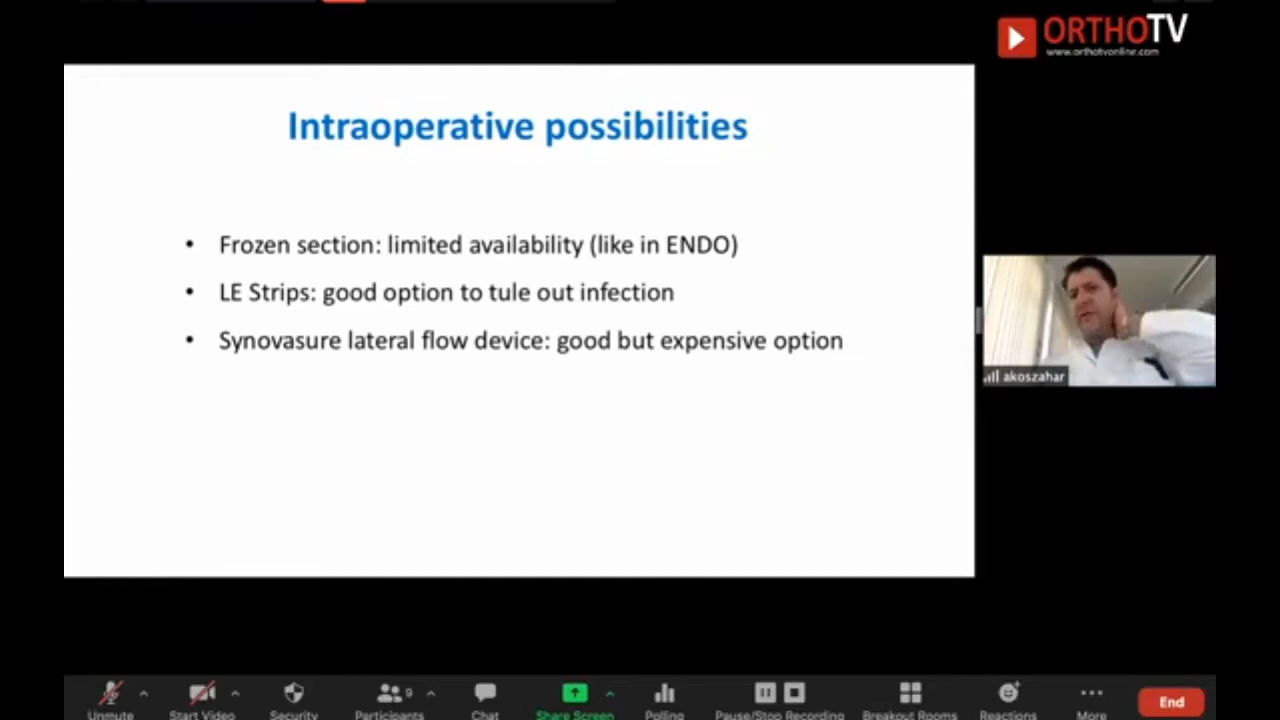 ORTHOTV
www.orthotvonline.com
Intraoperative possibilities
• Frozen section: limited availability (like in ENDO)
• LE Strips: good option to tule out infection
• Synovasure lateral flow device: good but expensive option
akoszahar
9
Unmute
Start Video
Security
Participants
Chat
Share Screen
Polling
Pause/Stop Recording
Breakout Rooms
Reactions
More
End